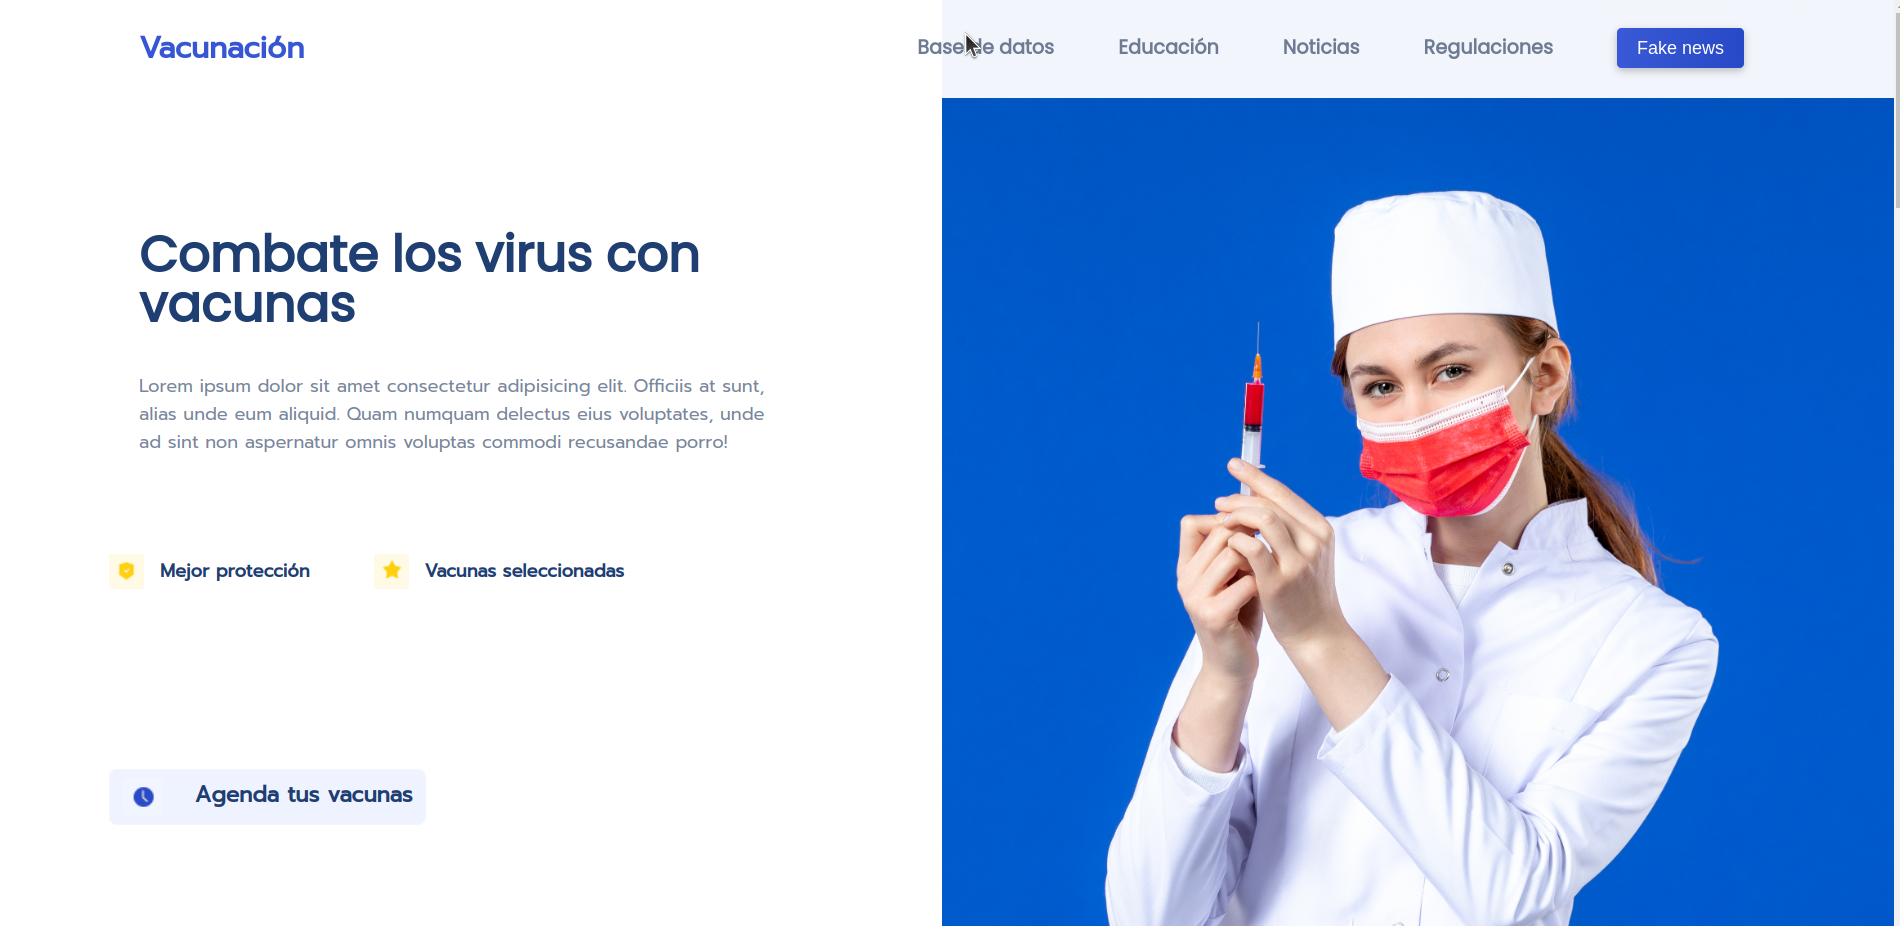 Vacunación
Base de datos
Educación
Noticias
Regulaciones
Fake news
Combate los virus con
vacunas
Lorem ipsum dolor sit amet consectetur adipisicing elit. Officiis at sunt,
alias unde eum aliquid. Quam numquam delectus eius voluptates, unde
ad sint non aspernatur omnis voluptas commodi recusandae porro!
Mejor protección
Vacunas seleccionadas
Agenda tus vacunas